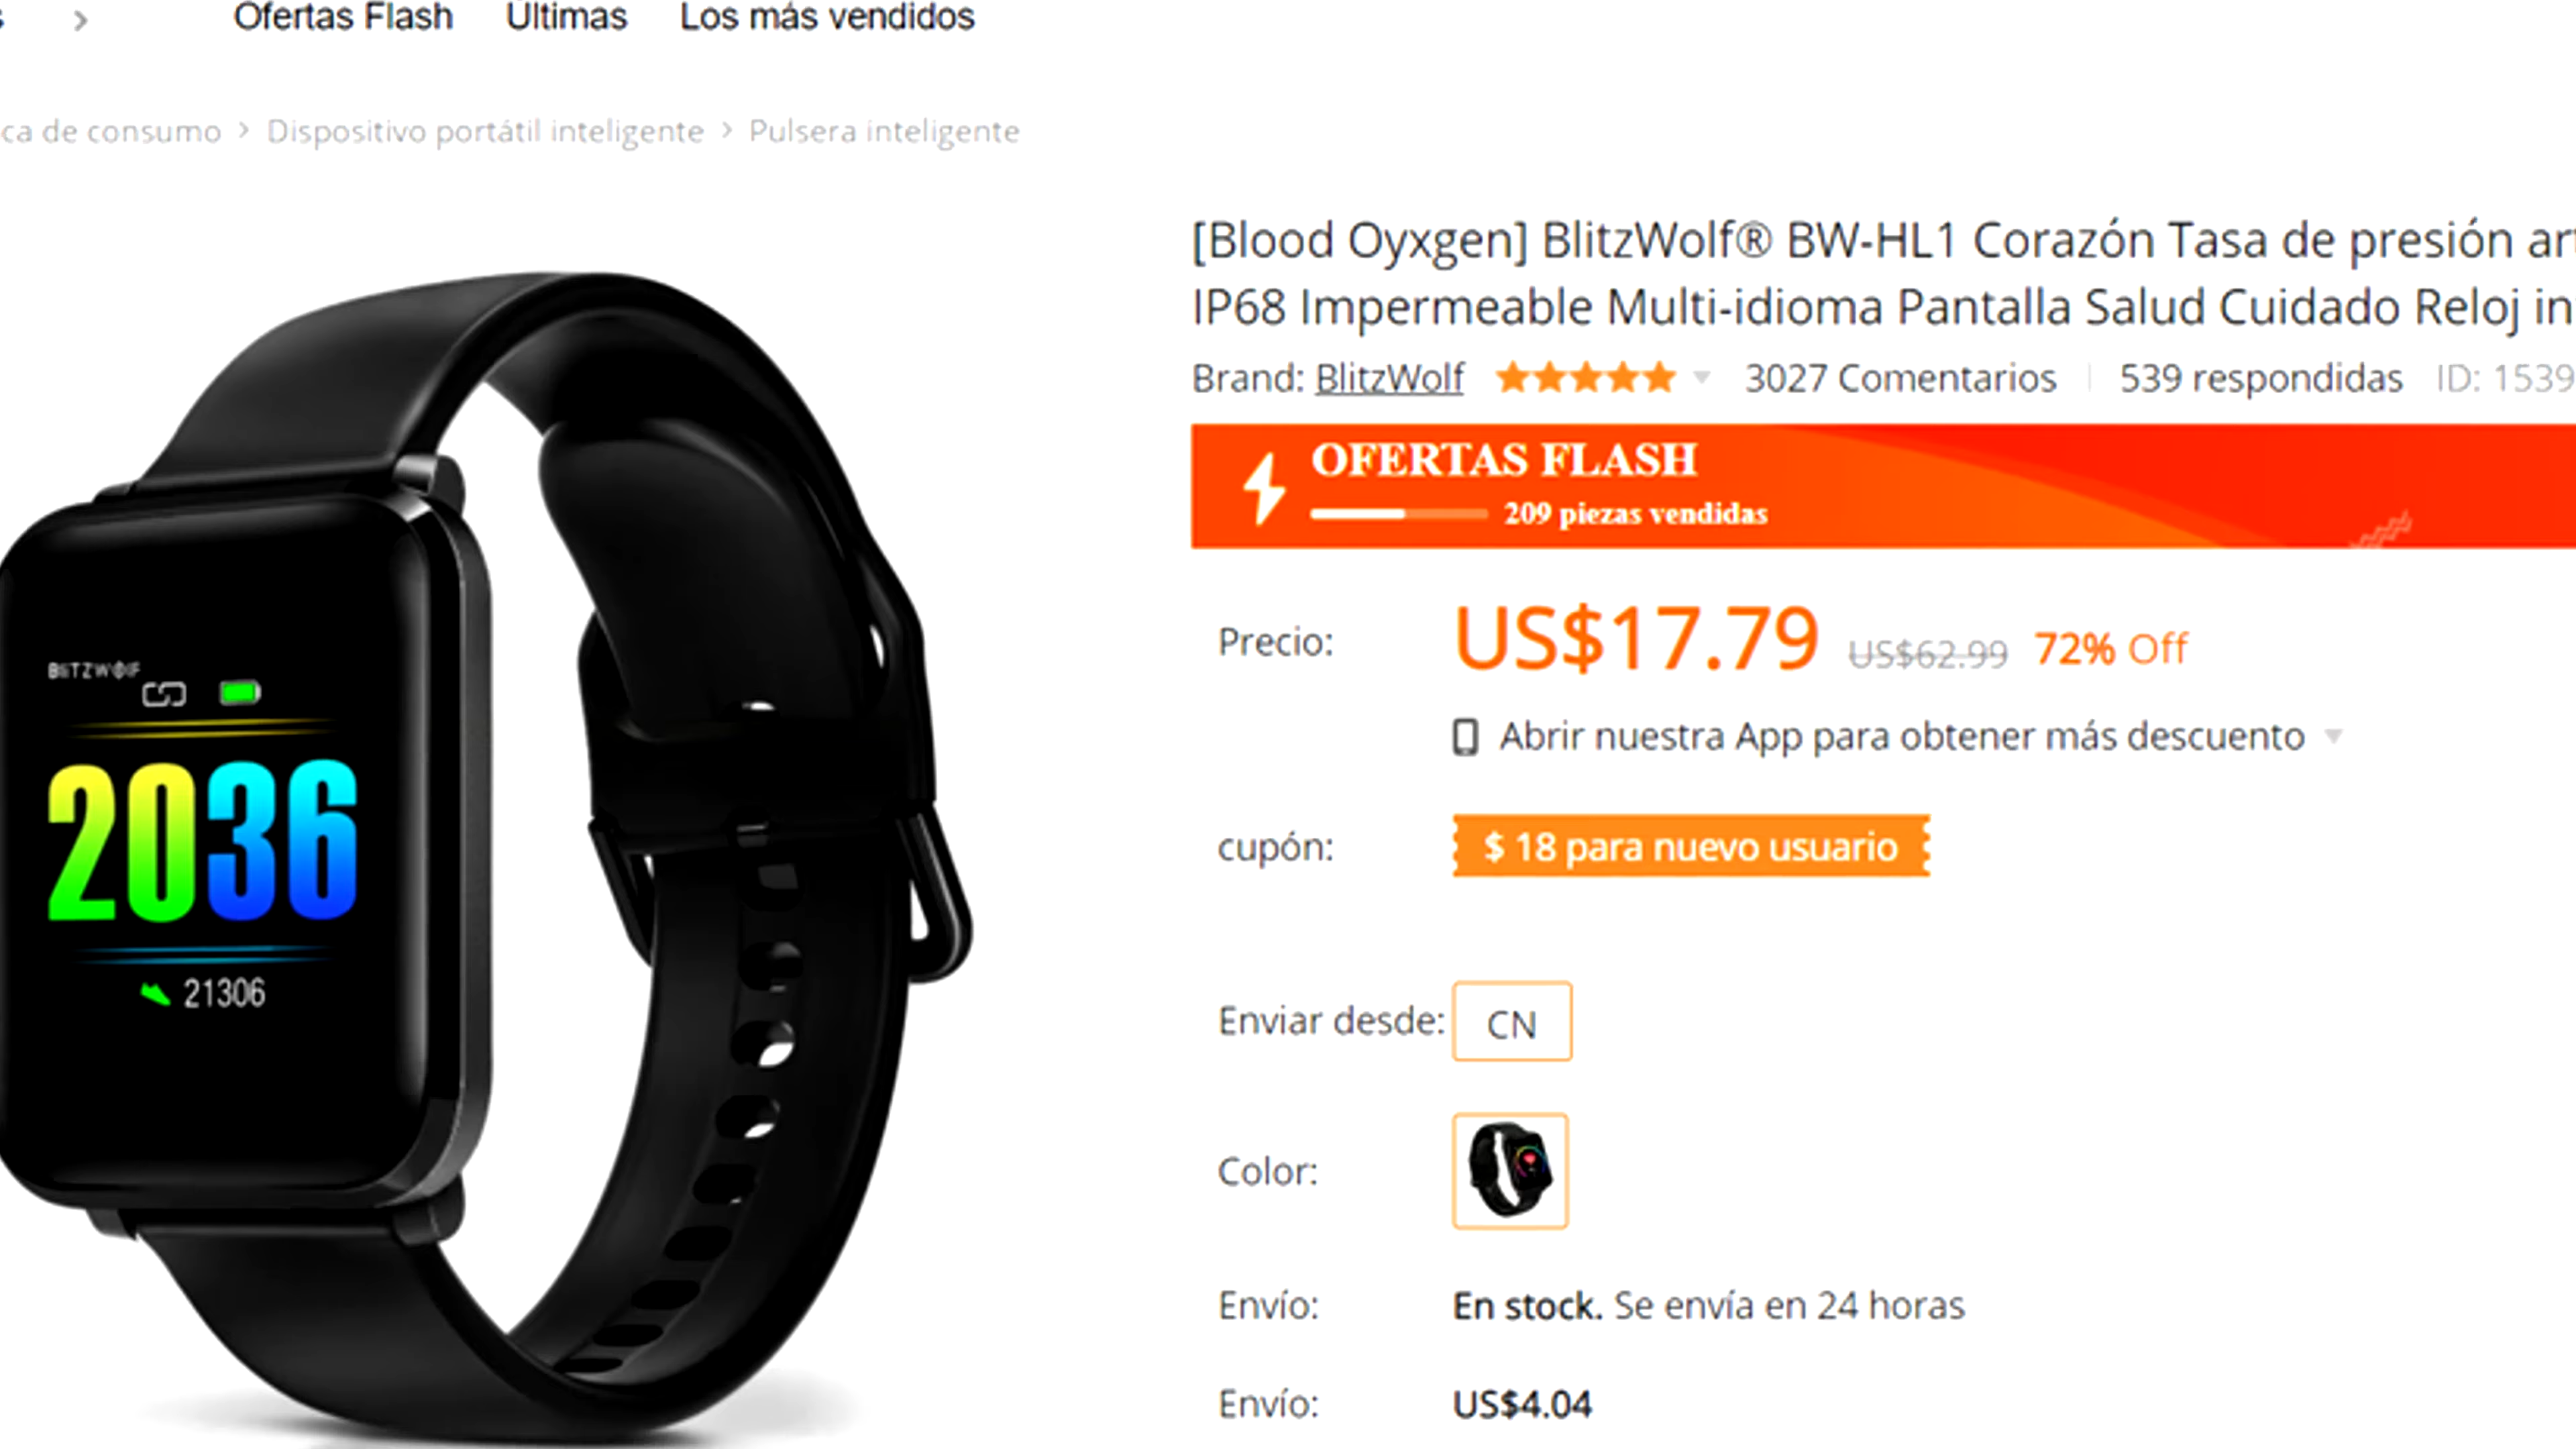 Ofertas Flash Últimas Los más vendidos
ca de consumo > Dispositivo portátil inteligente > Pulsera inteligente
[Blood Oyxgen] BlitzWolf® BW-HL1 Corazón Tasa de presión
IP68 Impermeable Multi-idioma Pantalla Salud Cuidado Reloj in
Brand: BlitzWolf 3027 Comentarios 539 respondidas ID: 1539
OFERTAS FLASH
209 piezas vendidas
Precio: US$17.79 US$62.99 72% Off
Abrir nuestra App para obtener más descuento
cupón: $ 18 para nuevo usuario
Enviar desde: CN
Color:
Envío: En stock. Se envía en 24 horas
Envío: US$4.04
BLITZWOLF
2036
21306